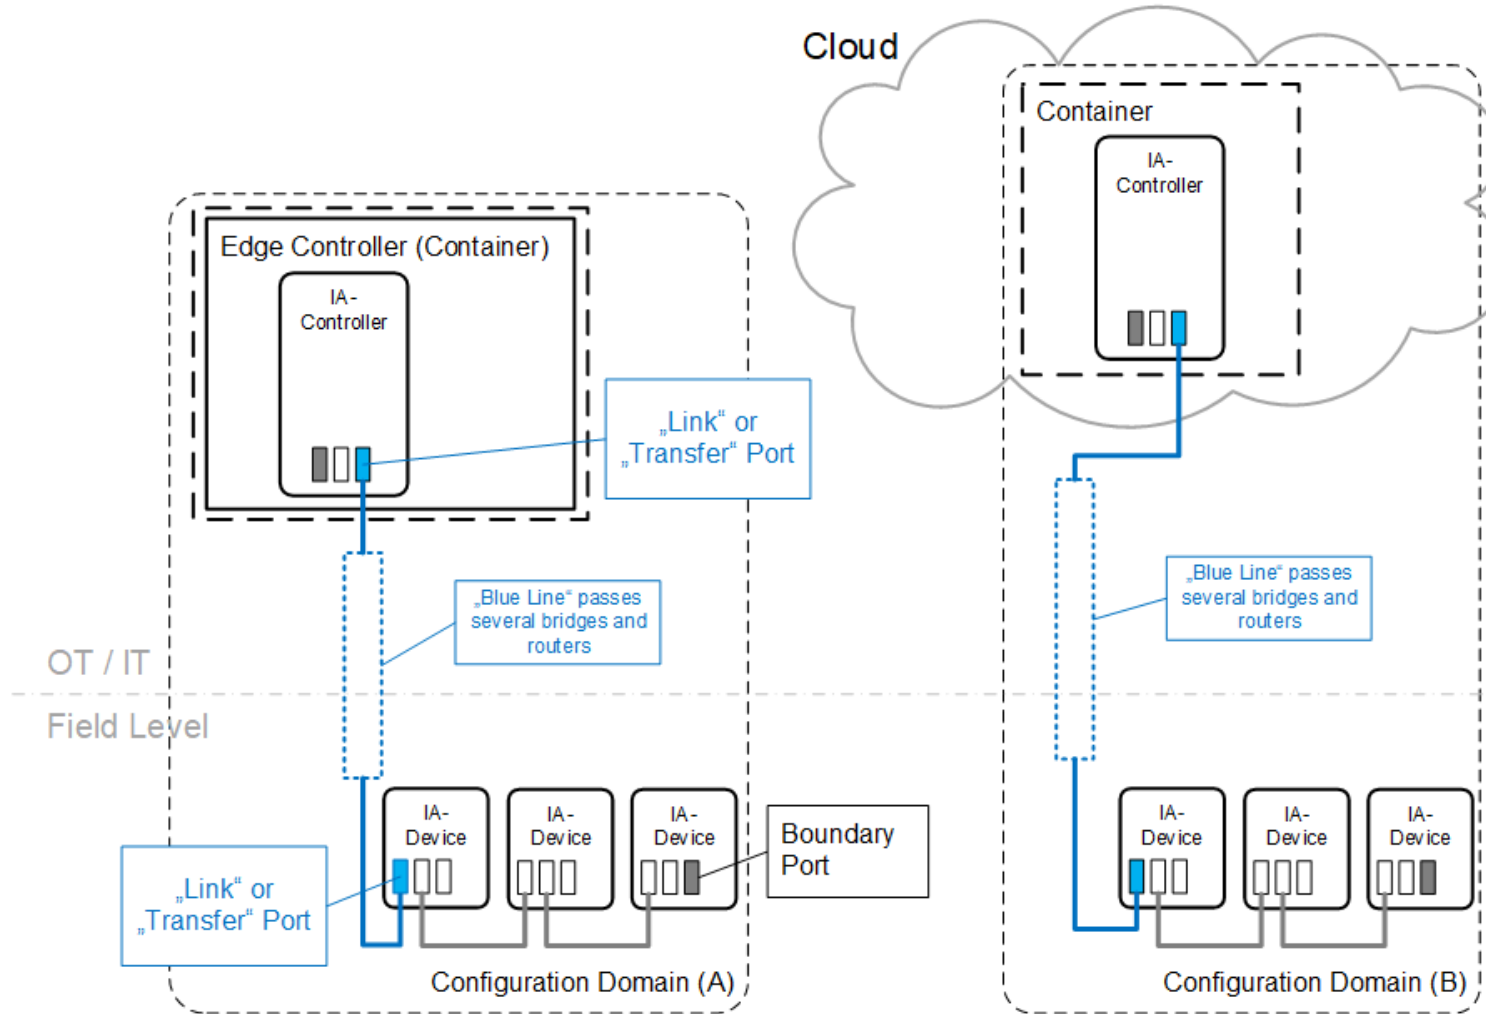 Cloud
Container
IA-
Controller
Edge Controller (Container)
IA-
Controller
„Link“ or
„Transfer“ Port
„Blue Line“ passes
several bridges and
routers
„Blue Line“ passes
several bridges and
routers
OT / IT
Field Level
IA-
Device
IA-
Device
IA-
Device
Boundary
Port
IA-
Device
IA-
Device
IA-
Device
„Link“ or
„Transfer“ Port
Configuration Domain (A)
Configuration Domain (B)